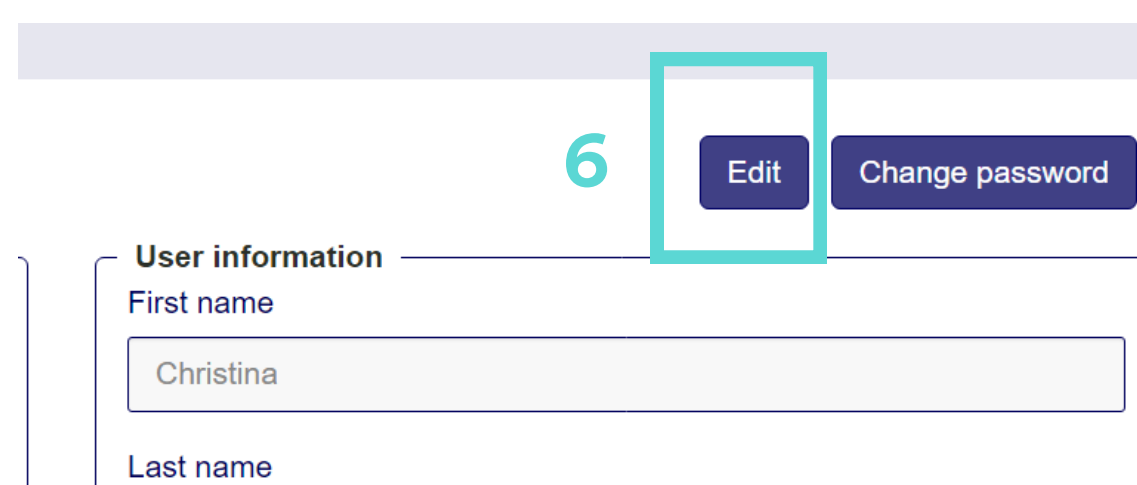 6
Edit
Change password
User information
First name
Christina
Last name